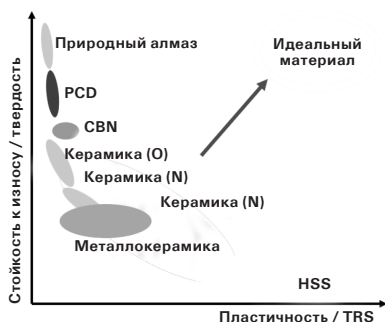 Природный алмаз
Идеальный
материал
PCD
CBN
Керамика (O)
Керамика (N)
Керамика (N)
Металлокерамика
HSS
Стойкость к износу / твердость
Пластичность / TRS